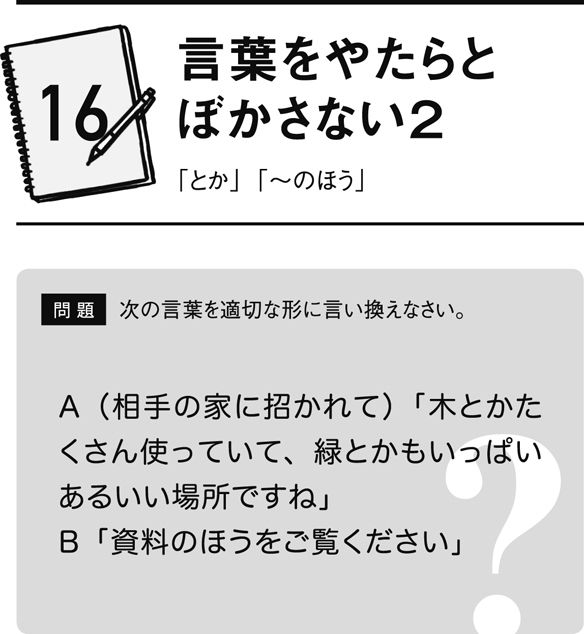 16
言葉をやたらと
ぼかさない2
「とか」「〜のほう」
問題 次の言葉を適切な形に言い換えなさい。
A（相手の家に招かれて）「木とかた
くさん使っていて、緑とかもいっぱい
あるいい場所ですね」
B「資料のほうをご覧ください」
?